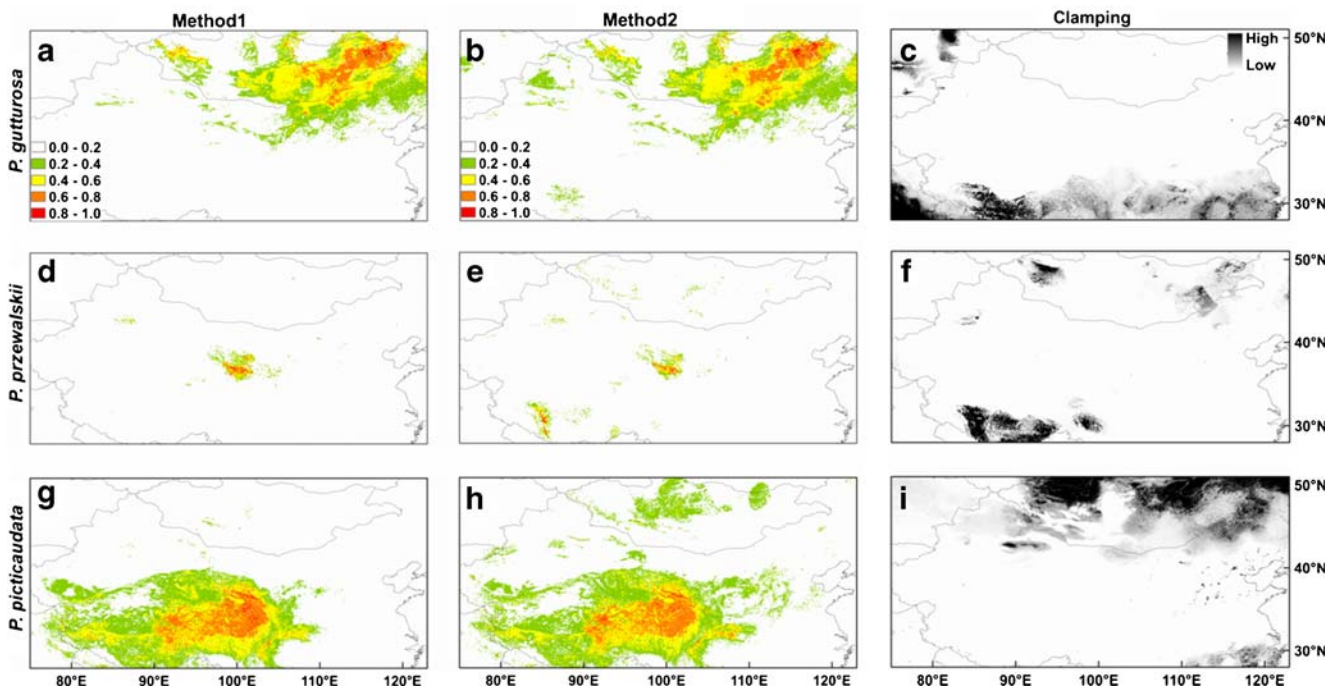 Method1 Method2 Clamping
P. gutturosa
a b c
High
Low
0.0 - 0.2
0.2 - 0.4
0.4 - 0.6
0.6 - 0.8
0.8 - 1.0
0.0 - 0.2
0.2 - 0.4
0.4 - 0.6
0.6 - 0.8
0.8 - 1.0
50°N
40°N
30°N
P. przewalskii
d e f
50°N
40°N
30°N
P. picticaudata
g h i
50°N
40°N
30°N
80°E 90°E 100°E 110°E 120°E 80°E 90°E 100°E 110°E 120°E 80°E 90°E 100°E 110°E 120°E